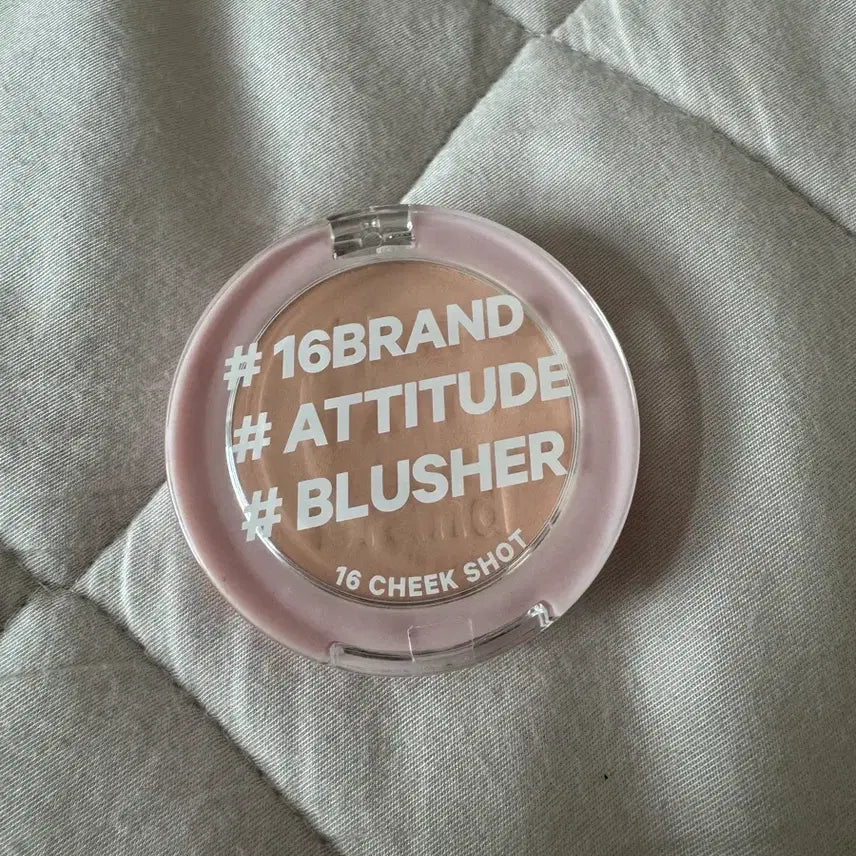 # 16BRAND
# ATTITUDE
# BLUSHER
16 CHEEK SHOT